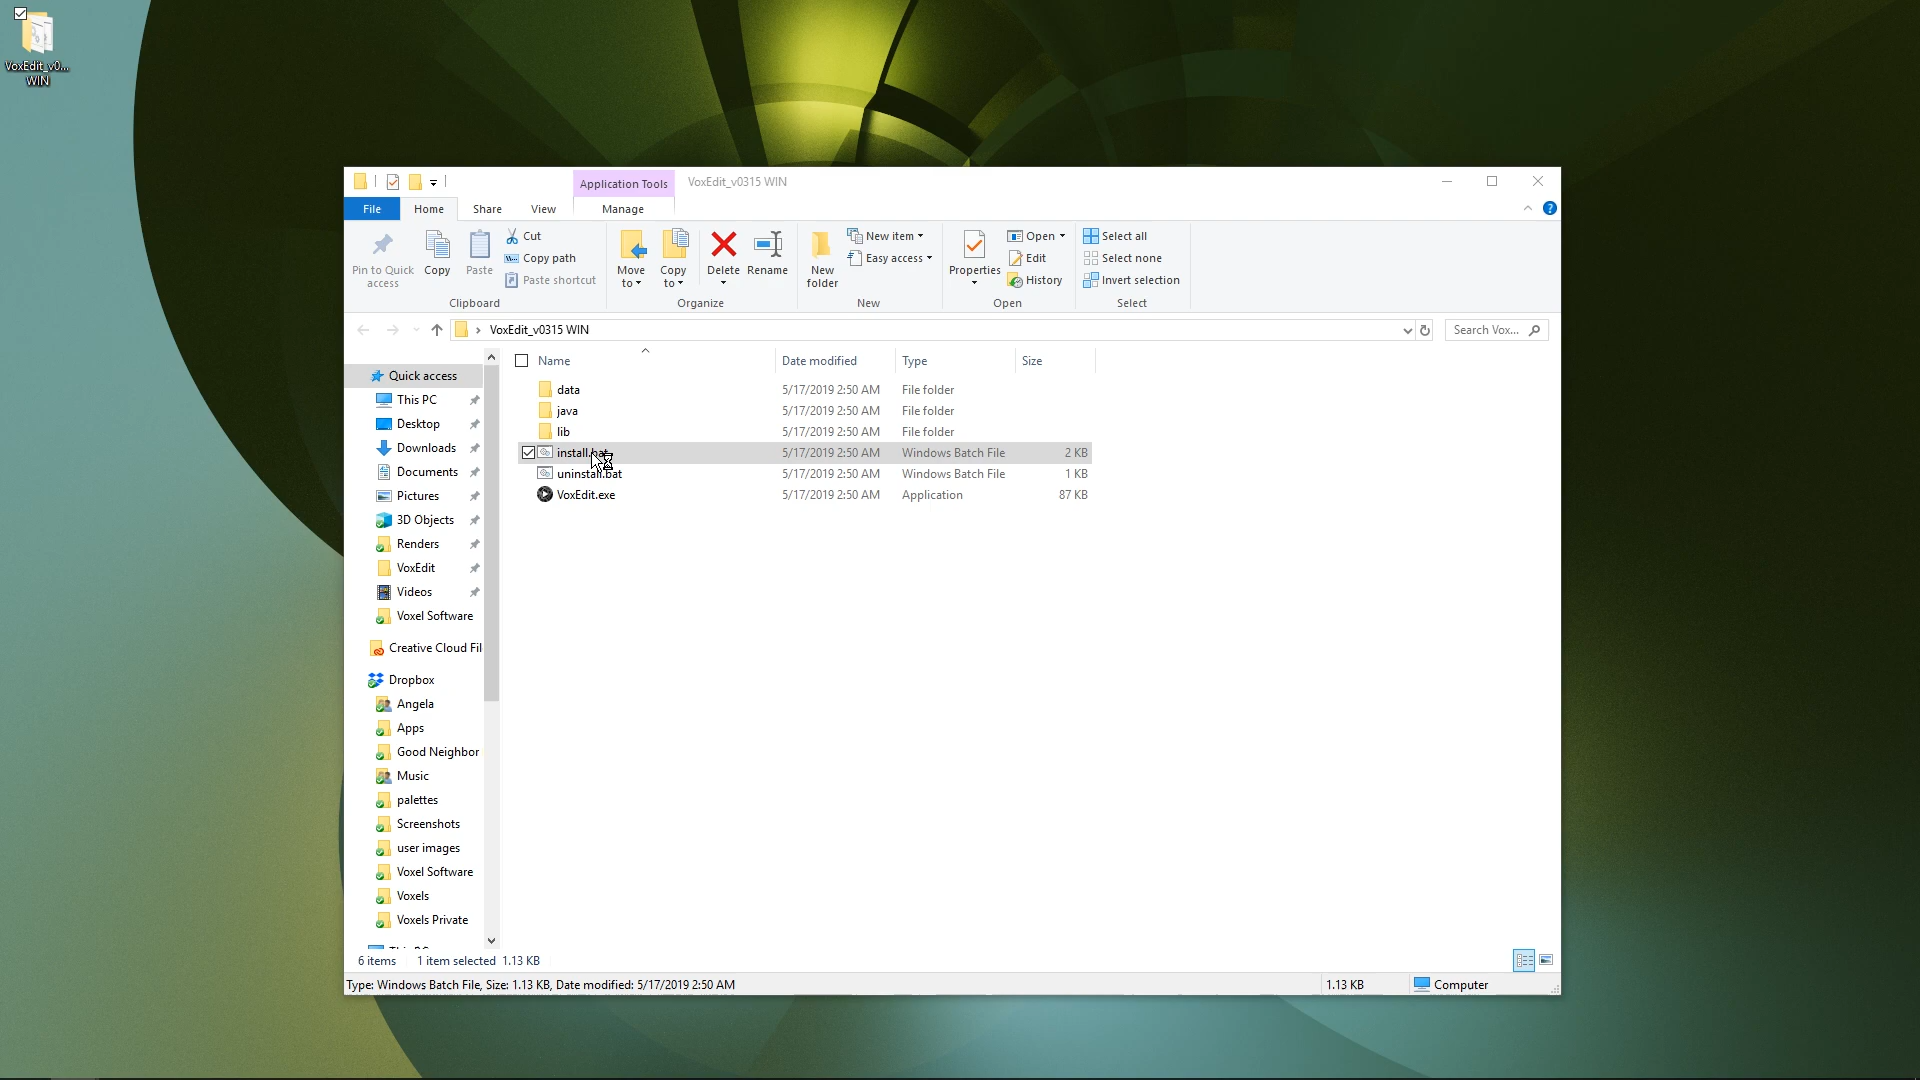 VoxEdit_v0...
WIN
Application Tools
VoxEdit_v0315 WIN
File
Home
Share
View
Manage
Pin to Quick
access
Copy
Paste
Cut
Copy path
Paste shortcut
Clipboard
Move
to
Copy
to
Delete
Rename
Organize
New
folder
New item
Easy access
New
Properties
Open
Edit
History
Open
Select all
Select none
Invert selection
Select
VoxEdit_v0315 WIN
Search Vox...
Name
Date modified
Type
Size
data 5/17/2019 2:50 AM File folder
java 5/17/2019 2:50 AM File folder
lib 5/17/2019 2:50 AM File folder
install.bat 5/17/2019 2:50 AM Windows Batch File 2 KB
uninstall.bat 5/17/2019 2:50 AM Windows Batch File 1 KB
VoxEdit.exe 5/17/2019 2:50 AM Application 87 KB
Quick access
This PC
Desktop
Downloads
Documents
Pictures
3D Objects
Renders
VoxEdit
Videos
Voxel Software
Creative Cloud Fil
Dropbox
Angela
Apps
Good Neighbor
Music
palettes
Screenshots
user images
Voxel Software
Voxels
Voxels Private
6 items 1 item selected 1.13 KB
Type: Windows Batch File, Size: 1.13 KB, Date modified: 5/17/2019 2:50 AM
1.13 KB
Computer